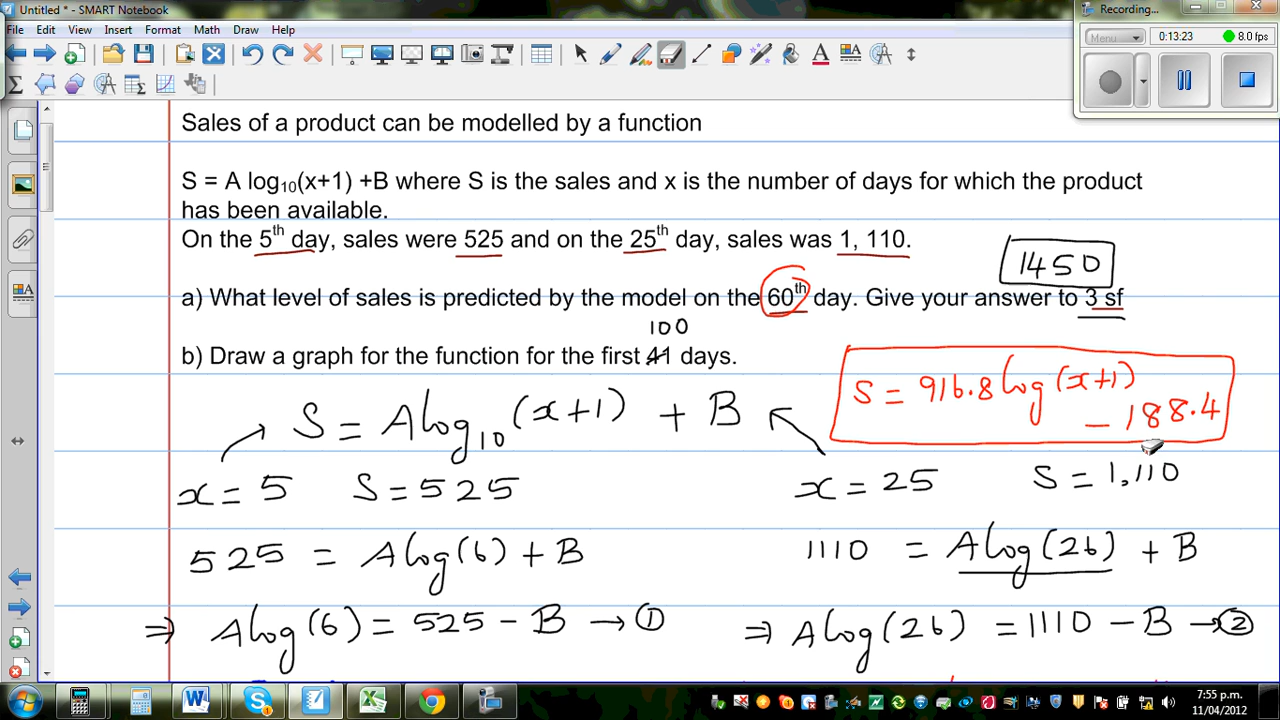 Untitled * - SMART Notebook
Recording...
File Edit View Insert Format Math Draw Help
Menu 0:13:23 8.0 fps
Sales of a product can be modelled by a function
S = A log10(x+1) +B where S is the sales and x is the number of days for which the product
has been available.
On the 5th day, sales were 525 and on the 25th day, sales was 1, 110.
1450
a) What level of sales is predicted by the model on the 60th day. Give your answer to 3 sf
100
b) Draw a graph for the function for the first 41 days.
S = 916.8 log (x+1)
- 188.4
S = A log10 (x+1) + B
x = 5 S = 525 x = 25 S = 1,110
525 = A log(6) + B 1110 = A log(26) + B
⇒ A log(6) = 525 - B → ① ⇒ A log(26) = 1110 - B → ②
7:55 p.m.
11/04/2012